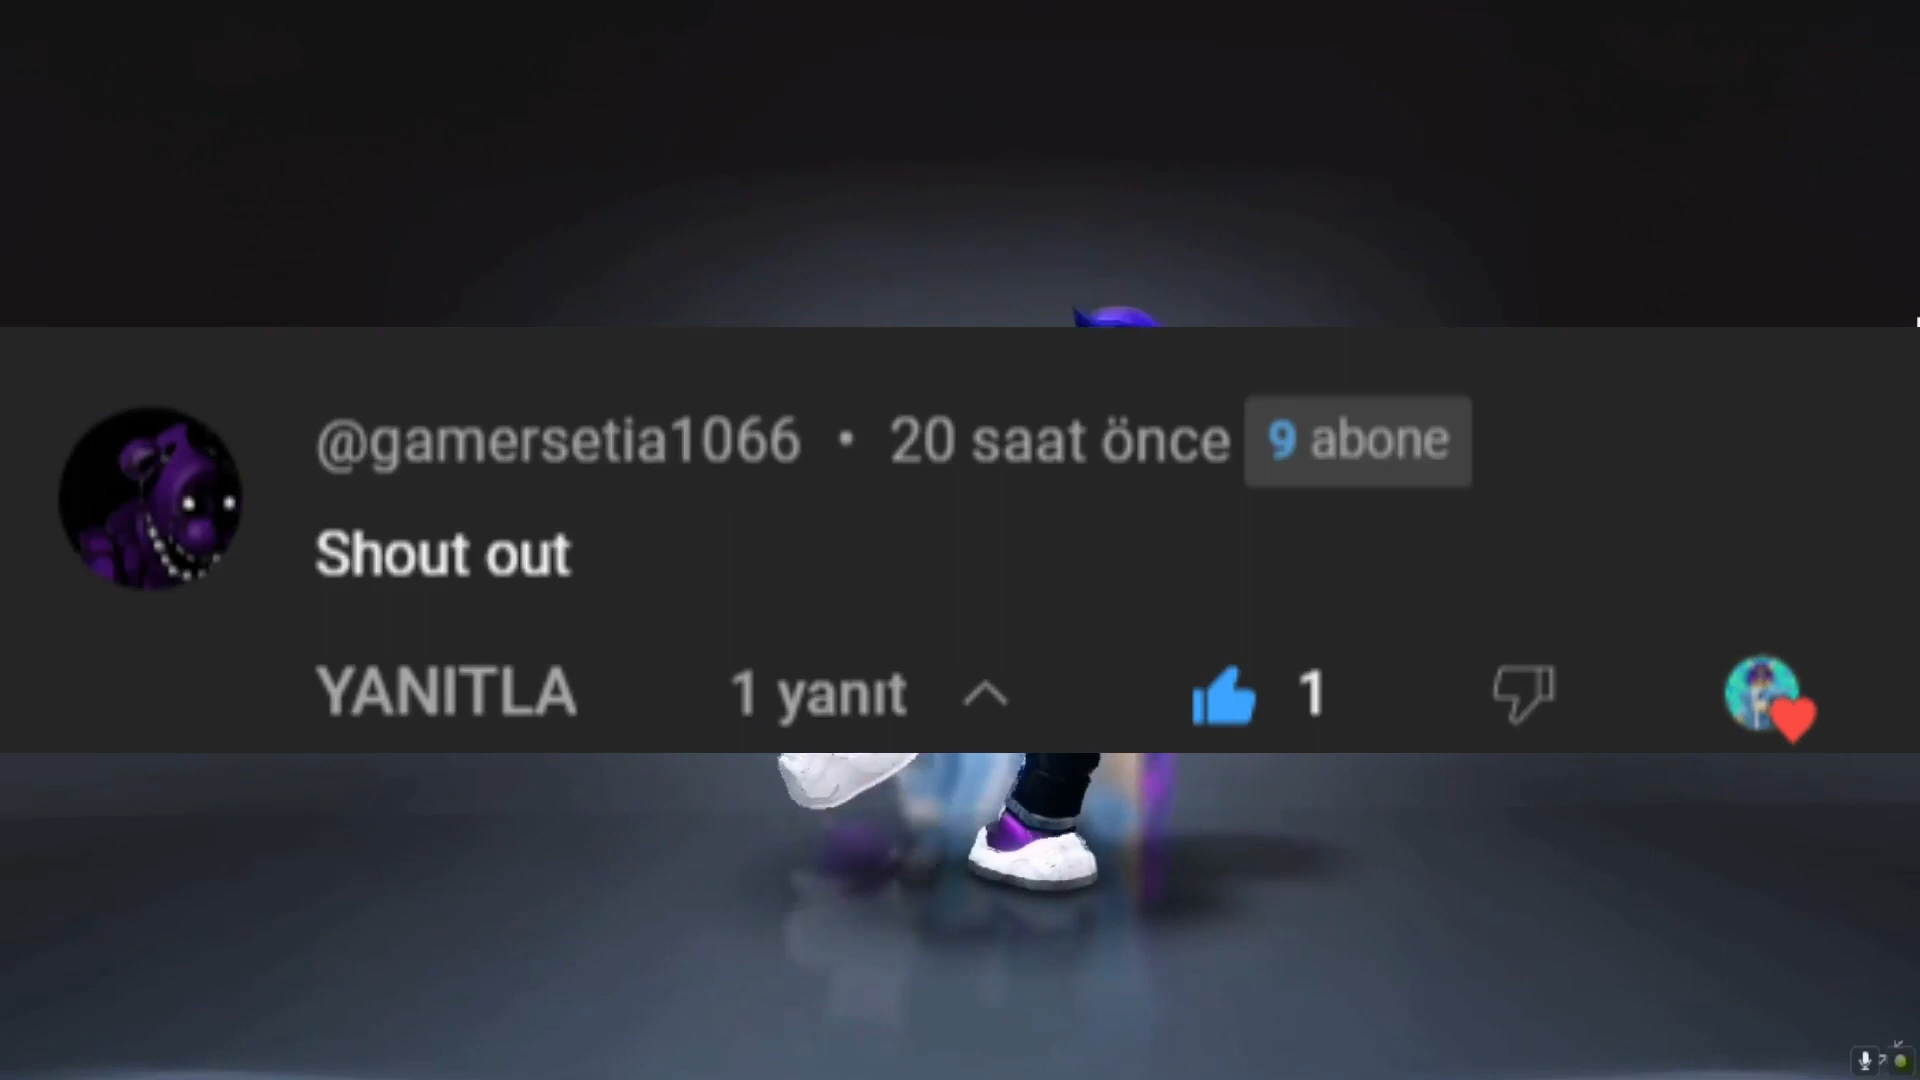 @gamersetia1066 • 20 saat önce 9 abone
Shout out
YANITLA 1 yanıt 1